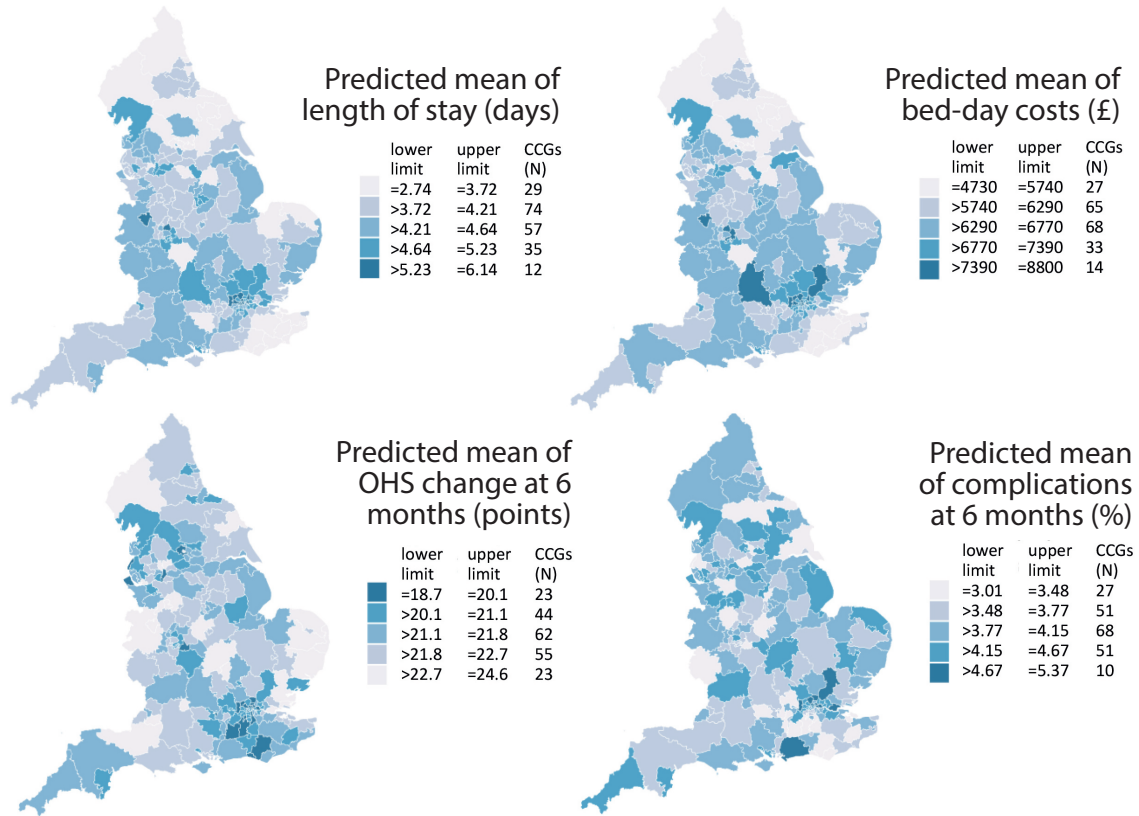 Predicted mean of
length of stay (days)
lower upper CCGs
limit limit (N)
=2.74 =3.72 29
>3.72 =4.21 74
>4.21 =4.64 57
>4.64 =5.23 35
>5.23 =6.14 12
Predicted mean of
bed-day costs (£)
lower upper CCGs
limit limit (N)
=4730 =5740 27
>5740 =6290 65
>6290 =6770 68
>6770 =7390 33
>7390 =8800 14
Predicted mean of
OHS change at 6
months (points)
lower upper CCGs
limit limit (N)
=18.7 =20.1 23
>20.1 =21.1 44
>21.1 =21.8 62
>21.8 =22.7 55
>22.7 =24.6 23
Predicted mean
of complications
at 6 months (%)
lower upper CCGs
limit limit (N)
=3.01 =3.48 27
>3.48 =3.77 51
>3.77 =4.15 68
>4.15 =4.67 51
>4.67 =5.37 10